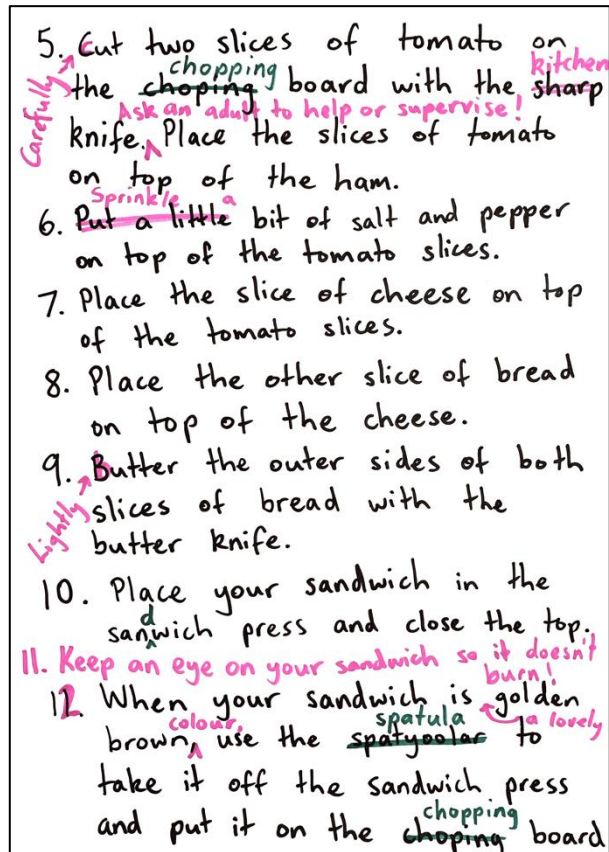 5. Cut two slices of tomato on
chopping kitchen
Carefully the choping board with the sharp
Ask an adult to help or supervise!
knife. Place the slices of tomato
on top of the ham.
Sprinkle a
6. Put a little bit of salt and pepper
on top of the tomato slices.
7. Place the slice of cheese on top
of the tomato slices.
8. Place the other slice of bread
on top of the cheese.
9. Butter the outer sides of both
Lightly slices of bread with the
butter knife.
10. Place your sandwich in the
d
sanwich press and close the top.
11. Keep an eye on your sandwich so it doesn't
burn!
12. When your sandwich is golden
colour, spatula a lovely
brown, use the spatyoolar to
take it off the sandwich press
chopping
and put it on the choping board